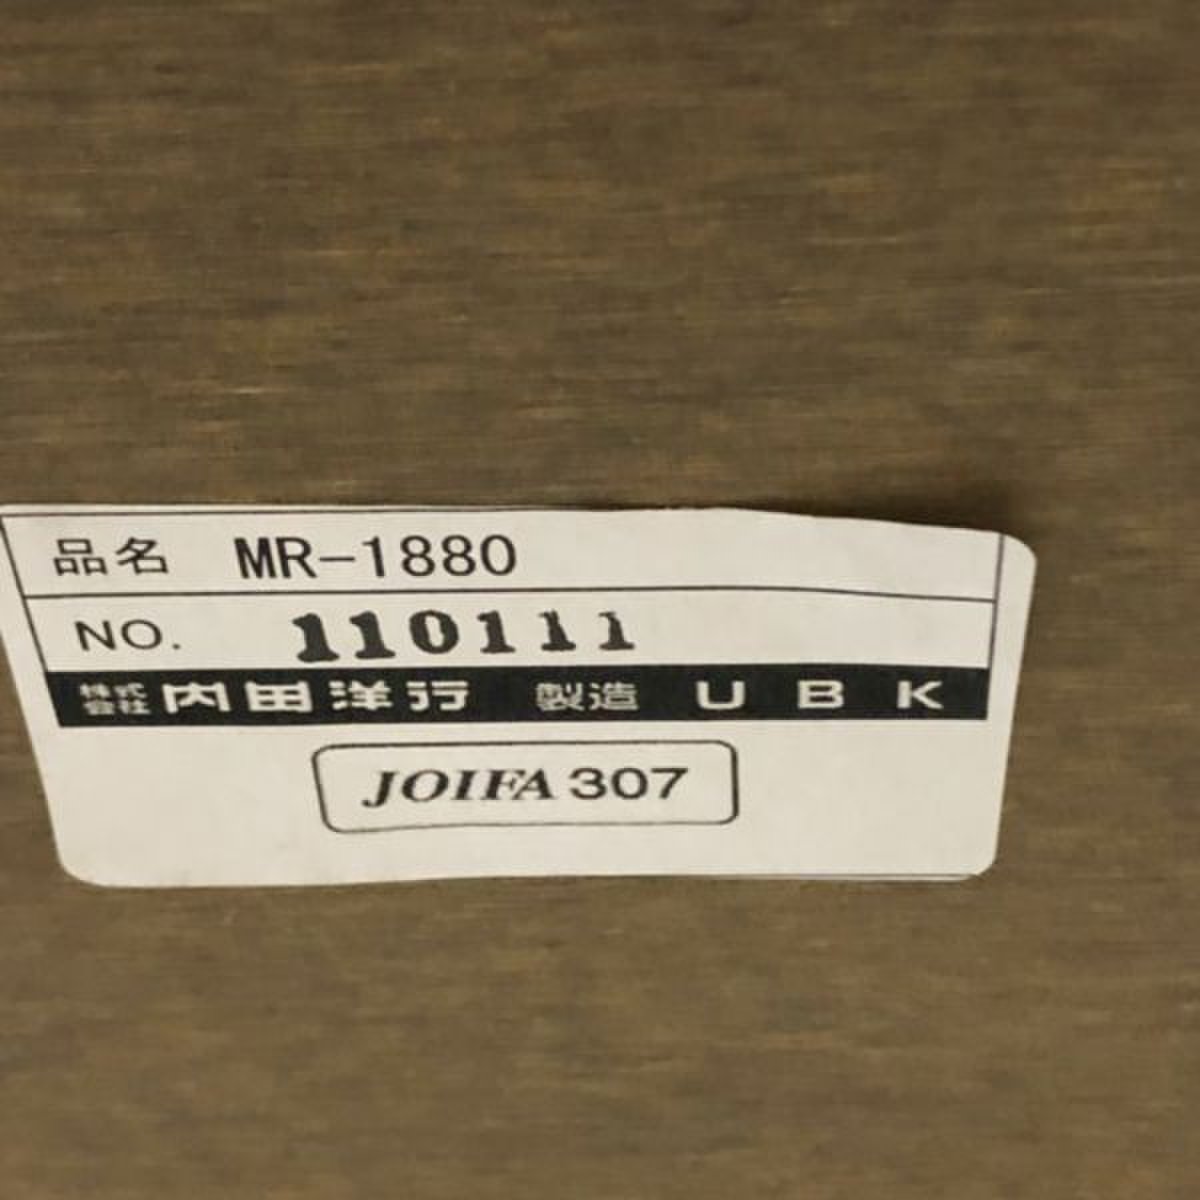 品名 MR-1880
NO. 110111
株式会社 内田洋行 製造 UBK
JOIFA 307